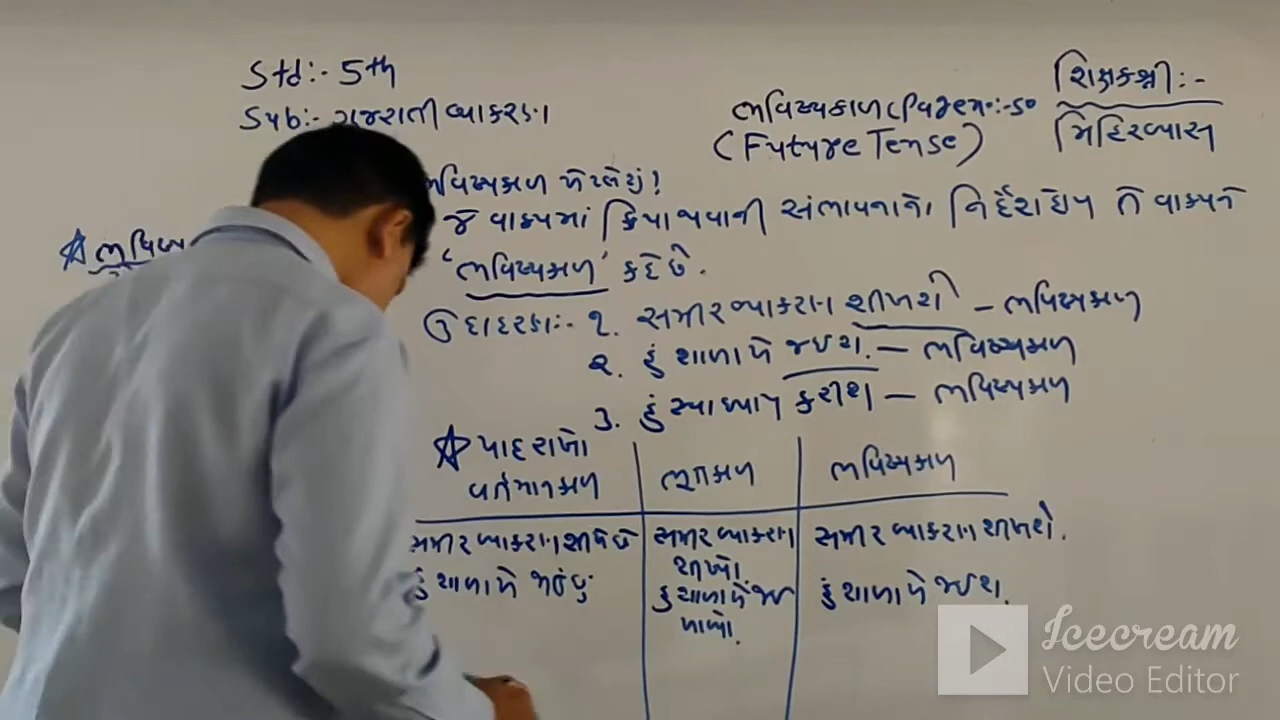 Std:- 5th
Sub:- ગુજરાતી વ્યાકરણ
ભવિષ્યકાળ
(Future Tense)
શિક્ષકશ્રી:-
મિહિરવ્યાસ
ભવિષ્યકાળ એટલેશું!
જે વાક્યમાં ક્રિયાથવાની સંભાવનાનો નિર્દેશહોય તે વાક્યને
'ભવિષ્યકાળ' કહે છે.
ઉદાહરણ:- ૧. સમીર વ્યાકરણ શીખશે – ભવિષ્યકાળ
૨. હું શાળાએ જઈશ. – ભવિષ્યકાળ
૩. હું સ્વાધ્યાય કરીશ – ભવિષ્યકાળ
યાદરાખો
વર્તમાનકાળ
ભૂતકાળ
ભવિષ્યકાળ
સમીર વ્યાકરણ શીખેછે
હું શાળાએ જાઉંછું
સમીર વ્યાકરણ
શીખ્યો.
હું શાળાએ જઈ
સમીર વ્યાકરણ શીખશે.
હું શાળાએ જઈશ.
Icecream
Video Editor